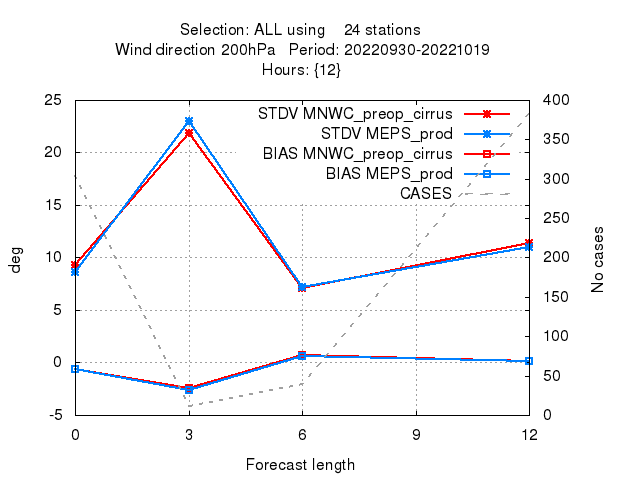 Selection: ALL using    24 stations
Wind direction 200hPa   Period: 20220930-20221019
Hours: {12}
STDV MNWC_preop_cirrus
STDV MEPS_prod
BIAS MNWC_preop_cirrus
BIAS MEPS_prod
CASES
25
20
15
10
5
0
-5
deg
400
350
300
250
200
150
100
50
0
No cases
0 3 6 9 12
Forecast length